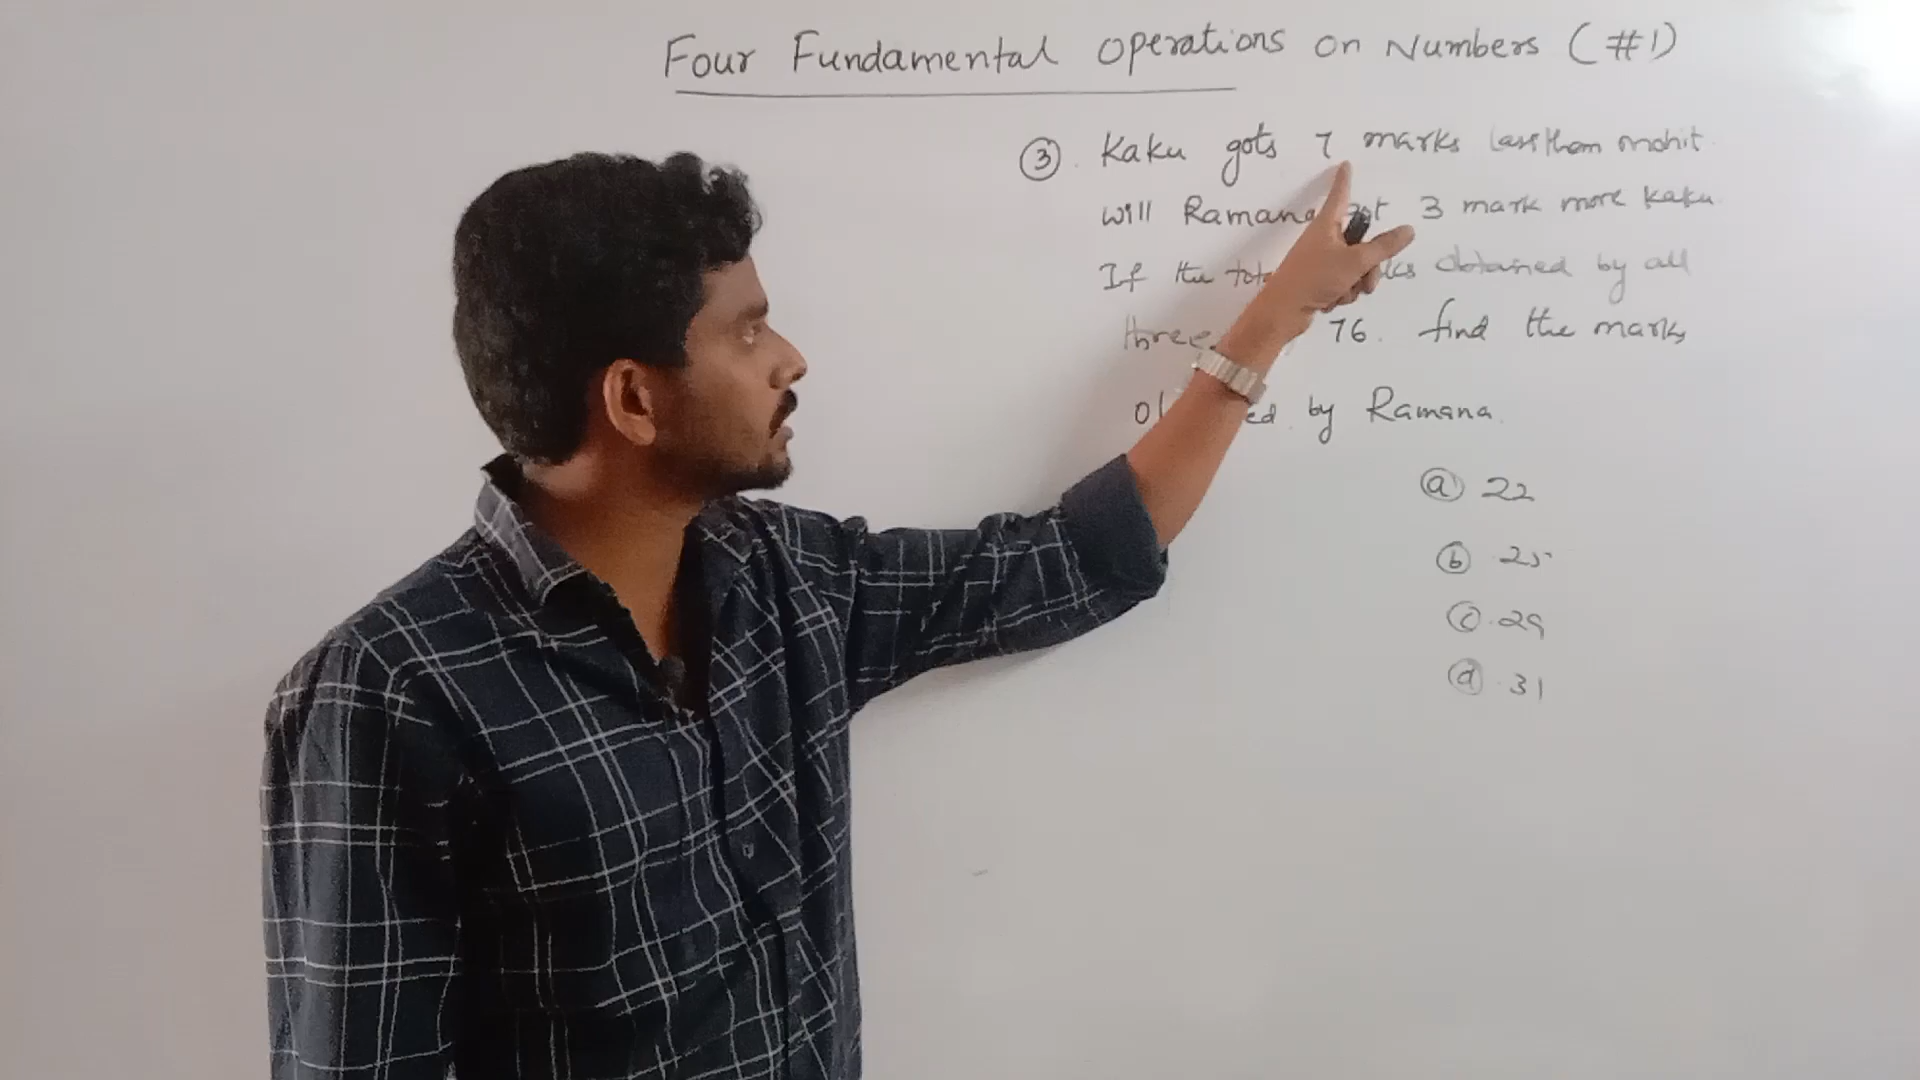 Four Fundamental Operations on Numbers (#1)
③. Kaku gots 7 marks less than mohit
will Ramana got 3 mark more kaku.
If the obtained by all
three 76. find the marks
by Ramana.
ⓐ 22
ⓑ .25
ⓒ .29
ⓓ .31